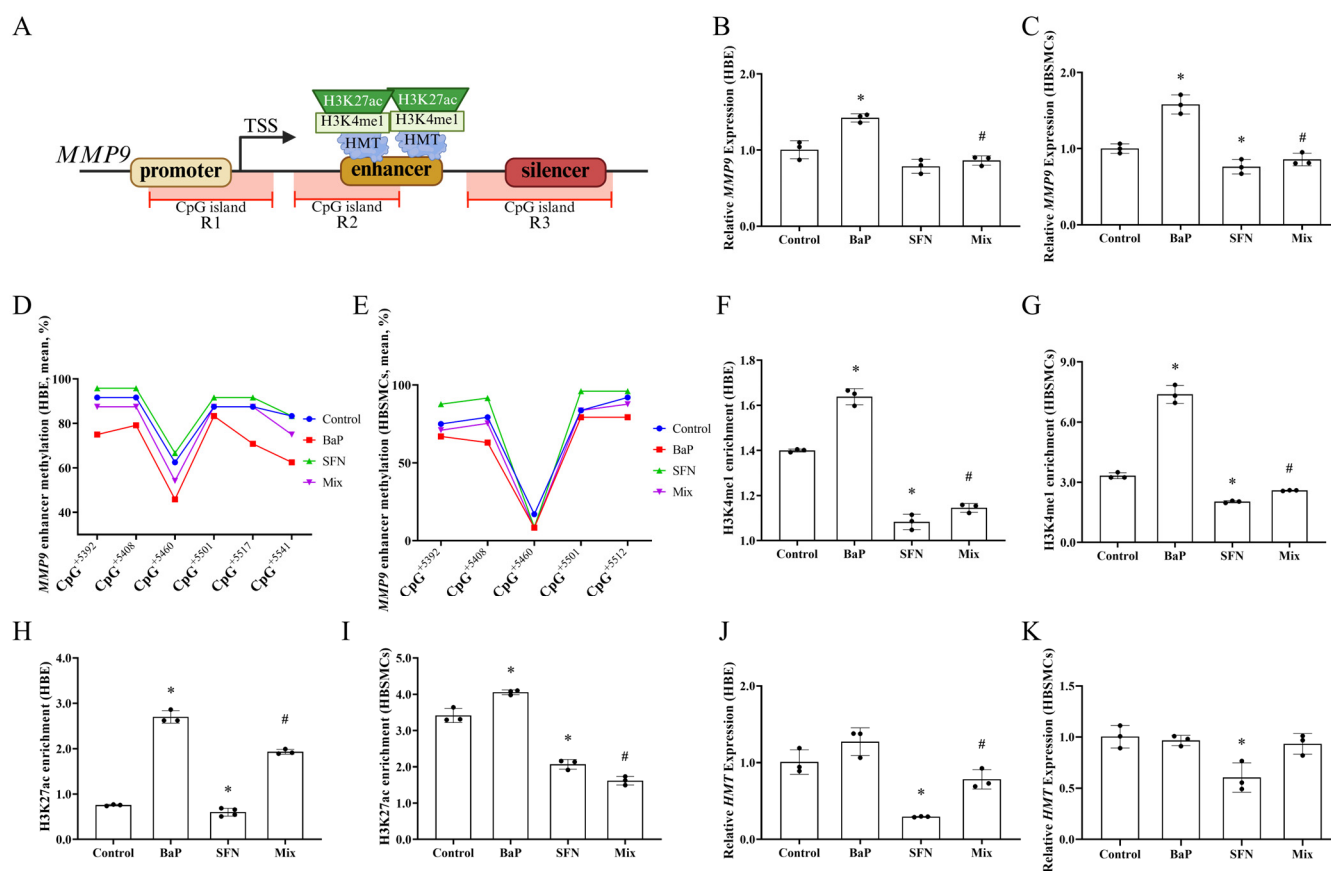 A
H3K27ac H3K27ac
H3K4me1 H3K4me1
HMT HMT
TSS
MMP9
promoter enhancer silencer
CpG island CpG island CpG island
R1 R2 R3
B
Relative MMP9 Expression (HBE)
2.0
1.5
1.0
0.0
* #
Control BaP SFN Mix
C
Relative MMP9 Expression (HBSMCs)
2.0
1.0
0.0
* * #
Control BaP SFN Mix
D
MMP9 enhancer methylation (HBE, mean, %)
100
80
60
40
CpG+5392 CpG+5408 CpG+5460 CpG+5501 CpG+5517 CpG+5541
Control
BaP
SFN
Mix
E
MMP9 enhancer methylation (HBSMCs, mean, %)
100
50
0
CpG+5392 CpG+5408 CpG+5460 CpG+5501 CpG+5512
Control
BaP
SFN
Mix
F
H3K4me1 enrichment (HBE)
1.8
1.6
1.4
1.2
1.0
* * #
Control BaP SFN Mix
G
H3K4me1 enrichment (HBSMCs)
9.0
6.0
3.0
0.0
* * #
Control BaP SFN Mix
H
H3K27ac enrichment (HBE)
4.0
3.0
2.0
1.0
0.0
* * #
Control BaP SFN Mix
I
H3K27ac enrichment (HBSMCs)
5.0
4.0
3.0
2.0
1.0
0.0
* * #
Control BaP SFN Mix
J
Relative HMT Expression (HBE)
2.0
1.5
1.0
0.5
0.0
* #
Control BaP SFN Mix
K
Relative HMT Expression (HBSMCs)
1.5
1.0
0.5
0.0
*
Control BaP SFN Mix